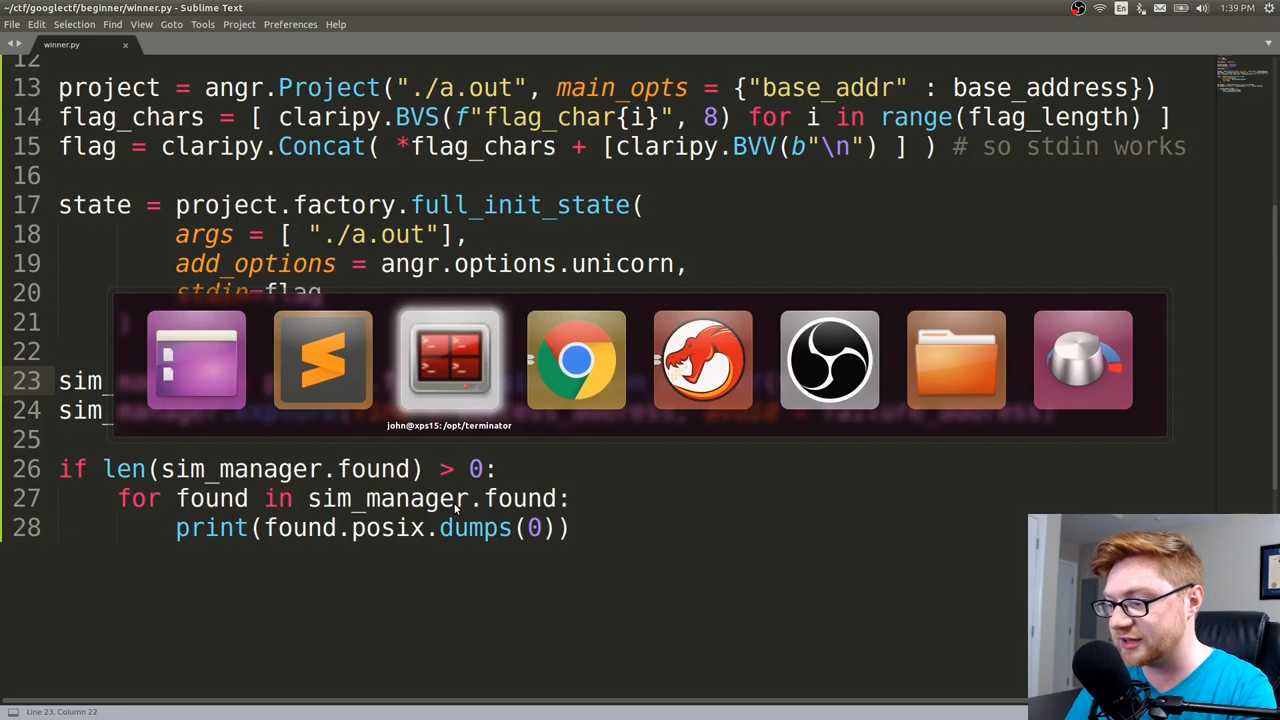 ~/ctf/googlectf/beginner/winner.py - Sublime Text
En
1:39 PM
File Edit Selection Find View Goto Tools Project Preferences Help
winner.py
12
13 project = angr.Project("./a.out", main_opts = {"base_addr" : base_address})
14 flag_chars = [ claripy.BVS(f"flag_char{i}", 8) for i in range(flag_length) ]
15 flag = claripy.Concat( *flag_chars + [claripy.BVV(b"\n") ] ) # so stdin works
16
17 state = project.factory.full_init_state(
18 args = [ "./a.out"],
19 add_options = angr.options.unicorn,
20 stdin=flag
21 )
22
23 sim_
24 sim_
john@xps15: /opt/terminator
25
26 if len(sim_manager.found) > 0:
27 for found in sim_manager.found:
28 print(found.posix.dumps(0))
Line 23, Column 22